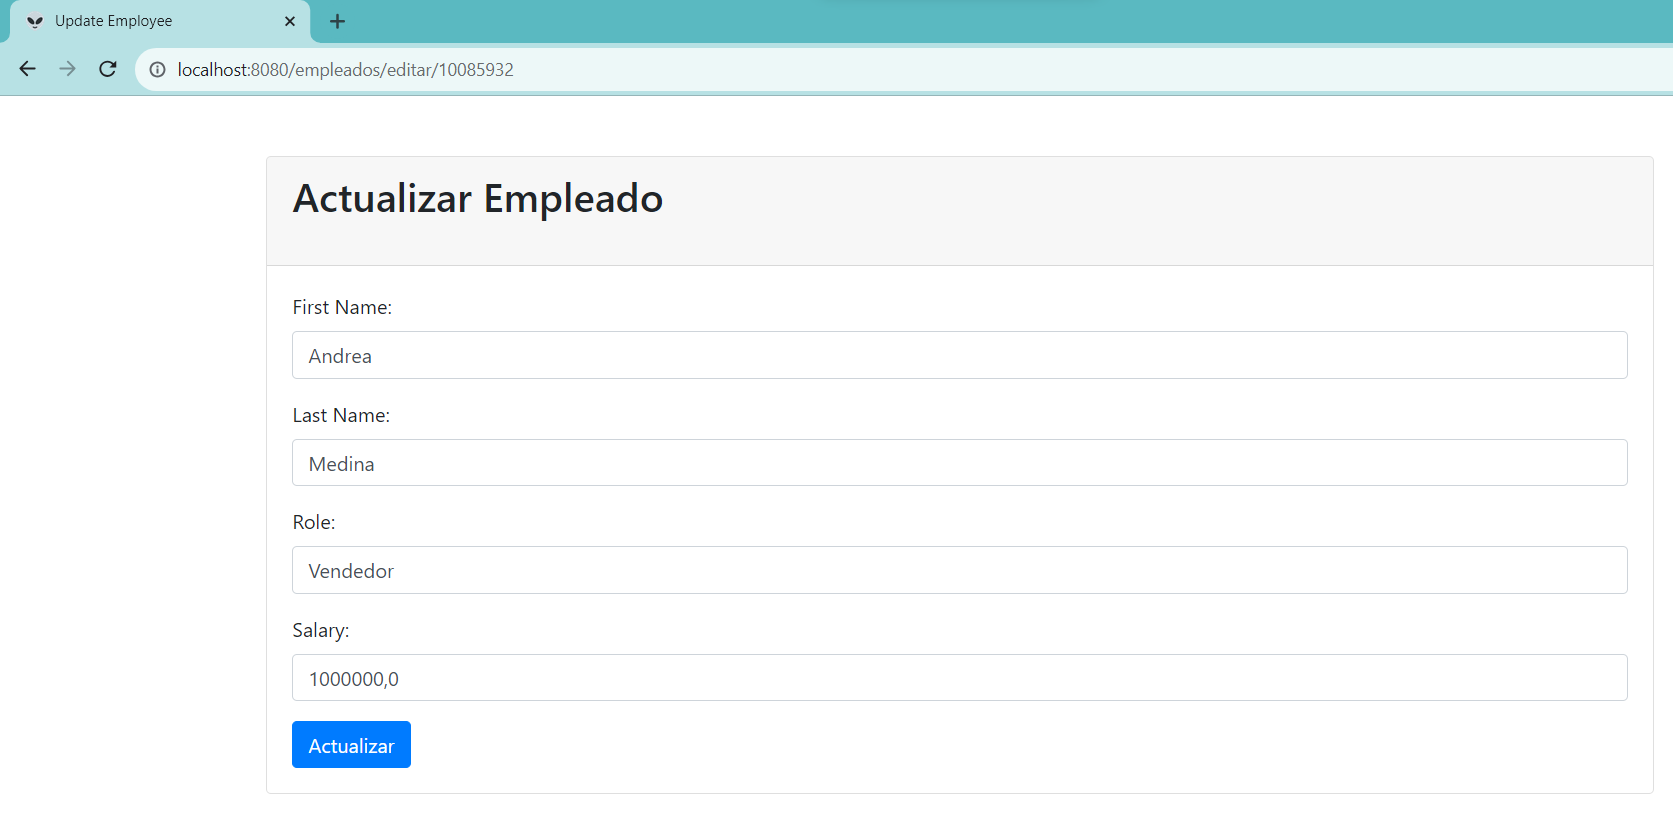 Update Employee
localhost:8080/empleados/editar/10085932
Actualizar Empleado
First Name:
Andrea
Last Name:
Medina
Role:
Vendedor
Salary:
1000000,0
Actualizar